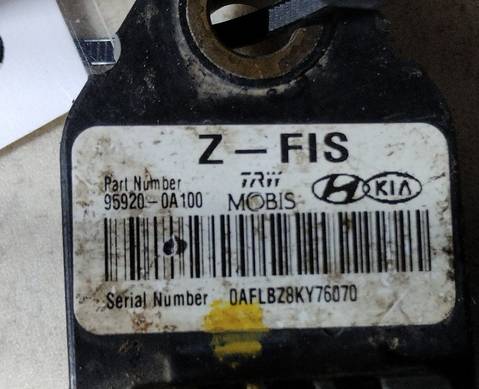 Z-FIS
Part Number TRW KIA
95920-0A100 MOBIS
Serial Number 0AFLBZ8KY76070